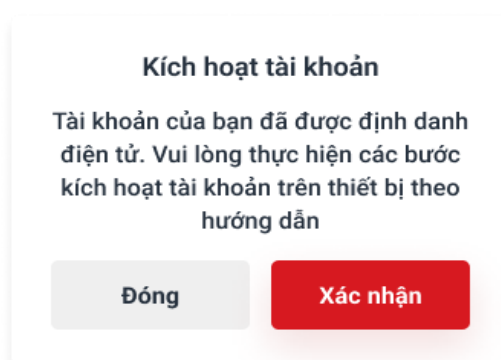 Kích hoạt tài khoản
Tài khoản của bạn đã được định danh
điện tử. Vui lòng thực hiện các bước
kích hoạt tài khoản trên thiết bị theo
hướng dẫn
Đóng
Xác nhận